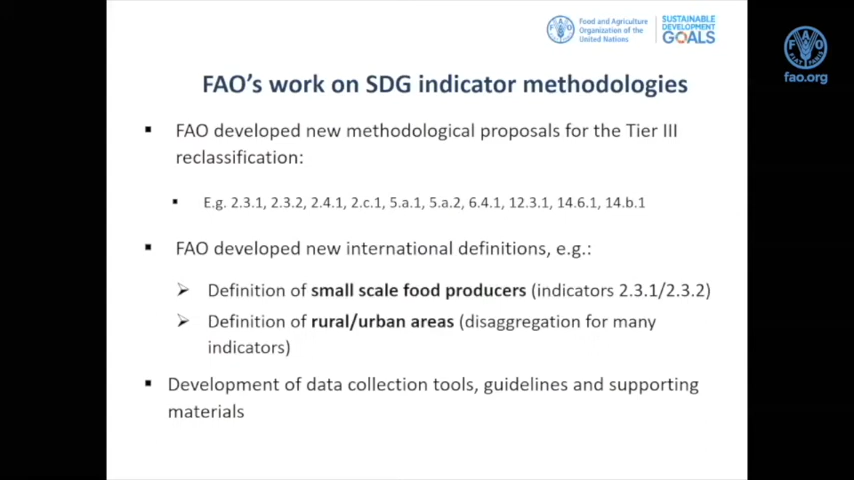 Food and Agriculture
Organization of the
United Nations
SUSTAINABLE
DEVELOPMENT
GOALS
FAO
FIAT PANIS
fao.org
FAO's work on SDG indicator methodologies
▪ FAO developed new methodological proposals for the Tier III
reclassification:
▪ E.g. 2.3.1, 2.3.2, 2.4.1, 2.c.1, 5.a.1, 5.a.2, 6.4.1, 12.3.1, 14.6.1, 14.b.1
▪ FAO developed new international definitions, e.g.:
➢ Definition of small scale food producers (indicators 2.3.1/2.3.2)
➢ Definition of rural/urban areas (disaggregation for many
indicators)
▪ Development of data collection tools, guidelines and supporting
materials